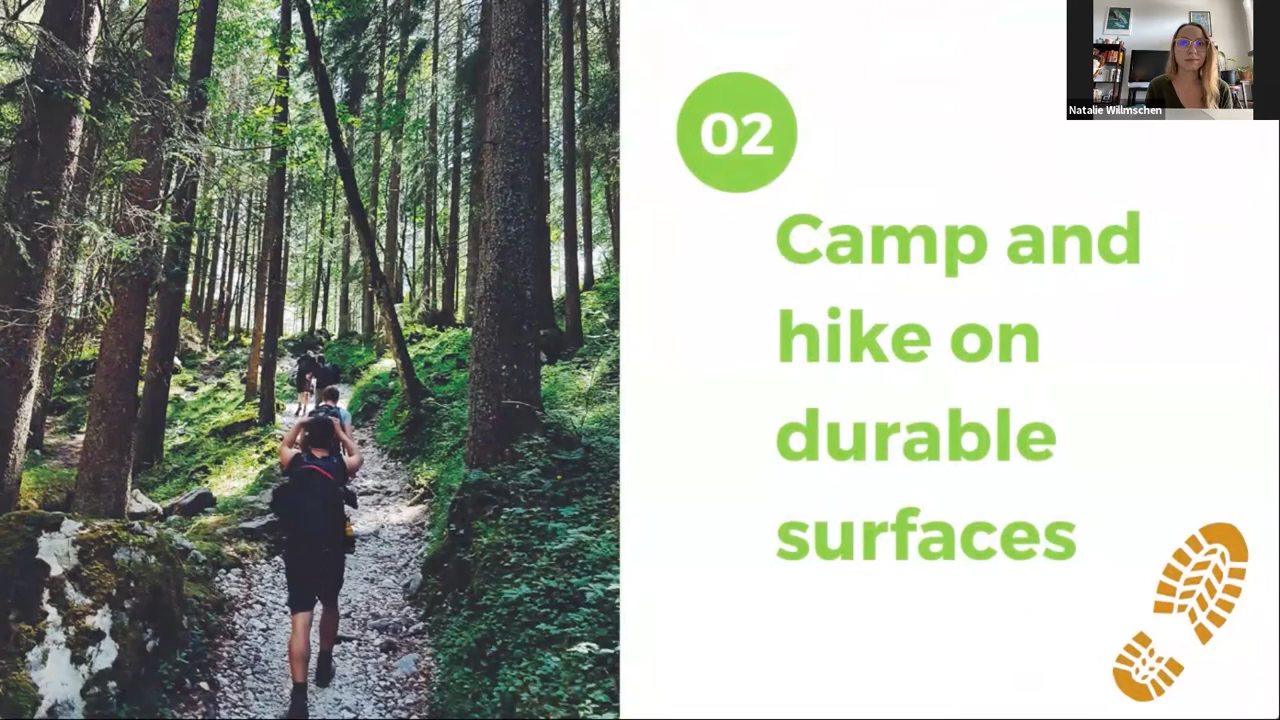 Natalie Willmschen
02
Camp and
hike on
durable
surfaces